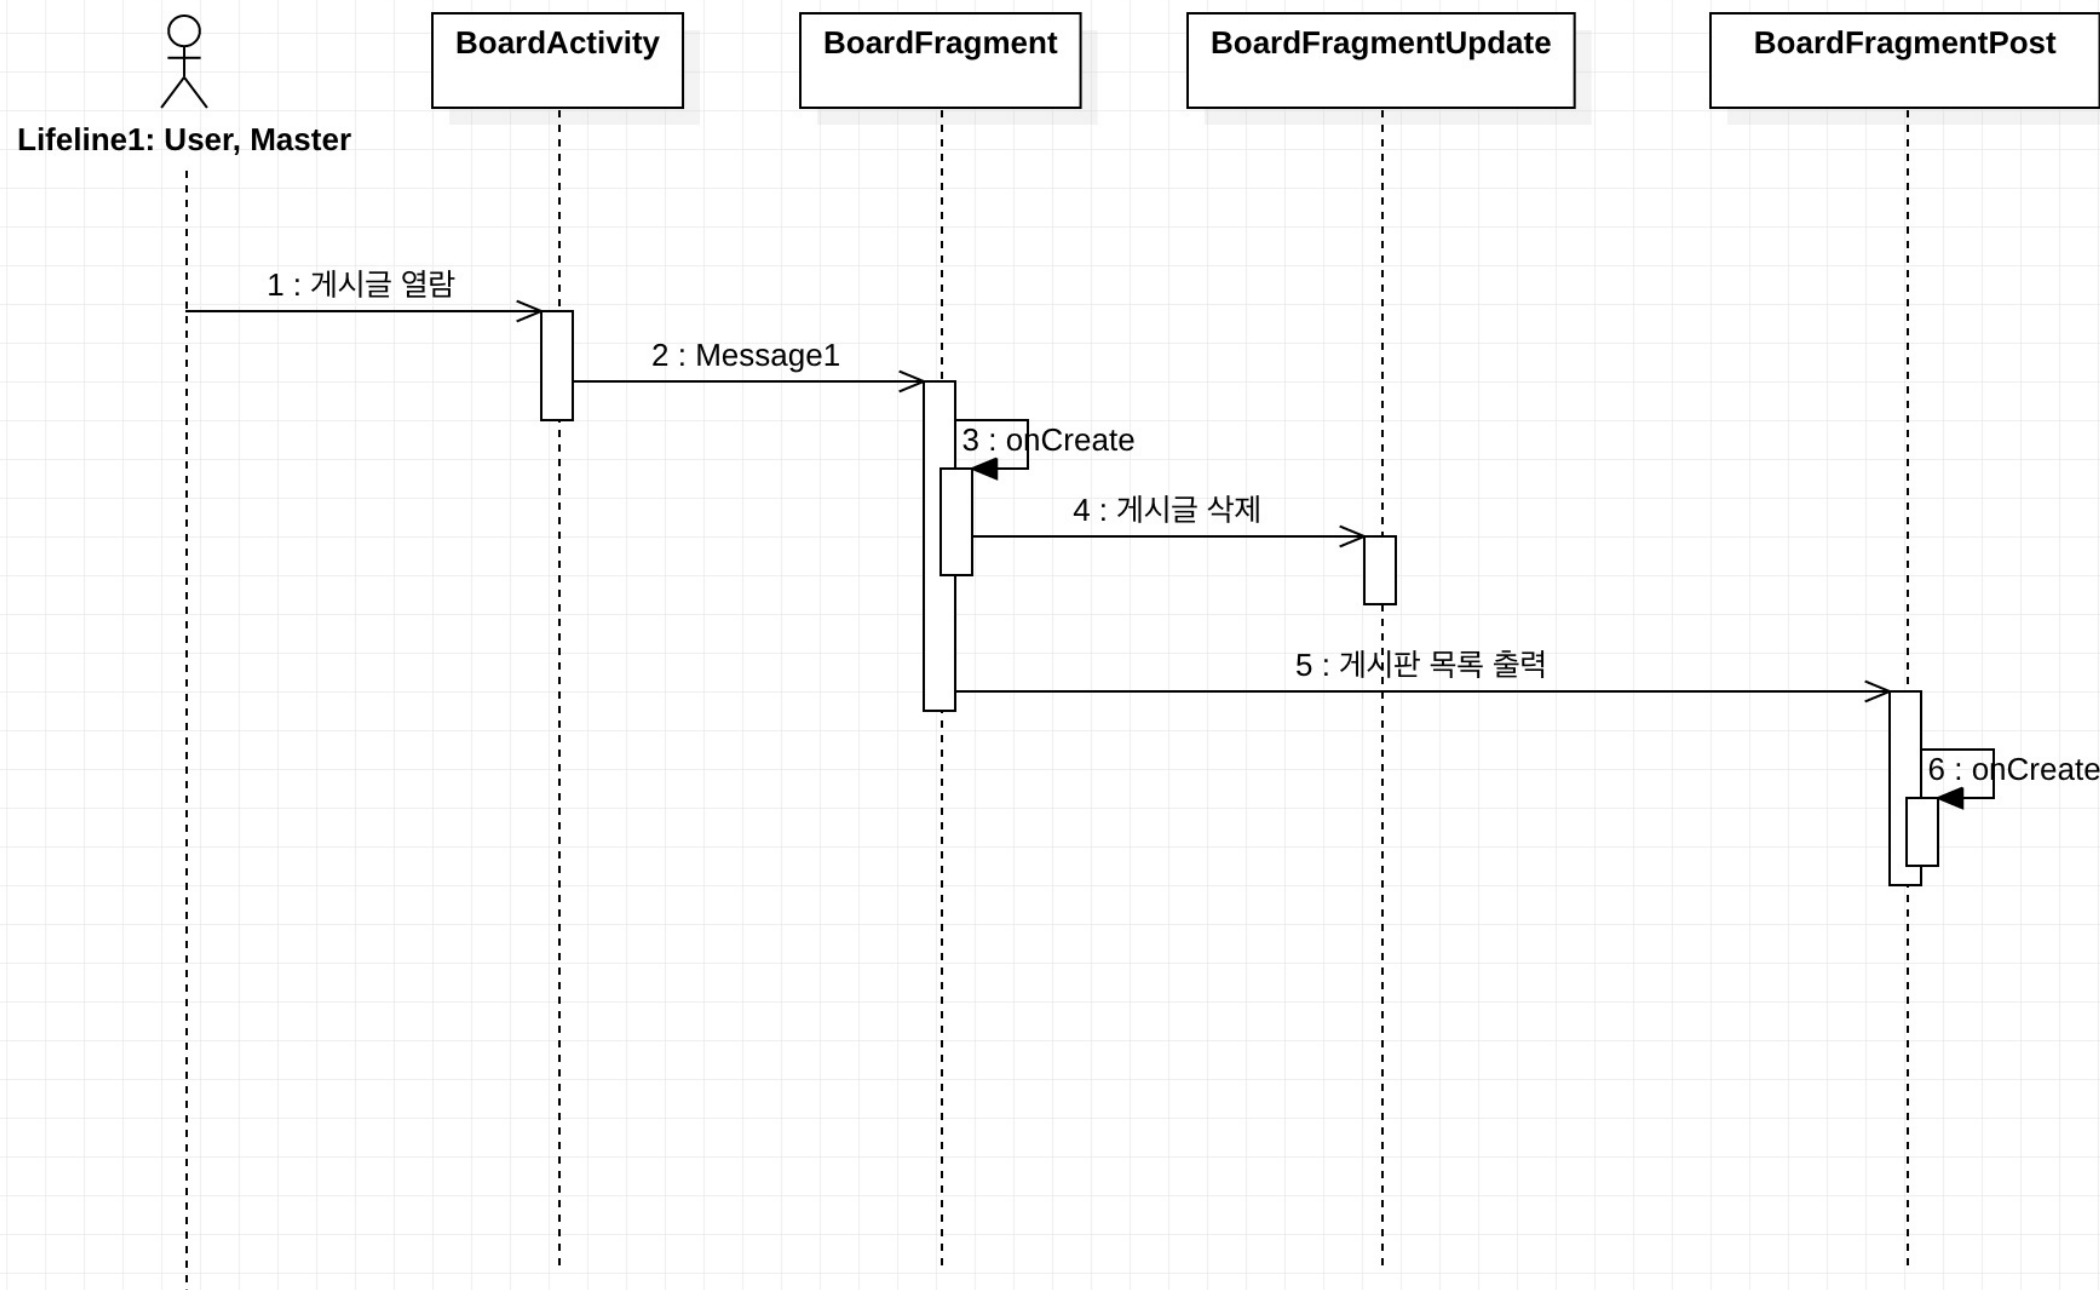 BoardActivity
BoardFragment
BoardFragmentUpdate
BoardFragmentPost
Lifeline1: User, Master
1 : 게시글 열람
2 : Message1
3 : onCreate
4 : 게시글 삭제
5 : 게시판 목록 출력
6 : onCreate